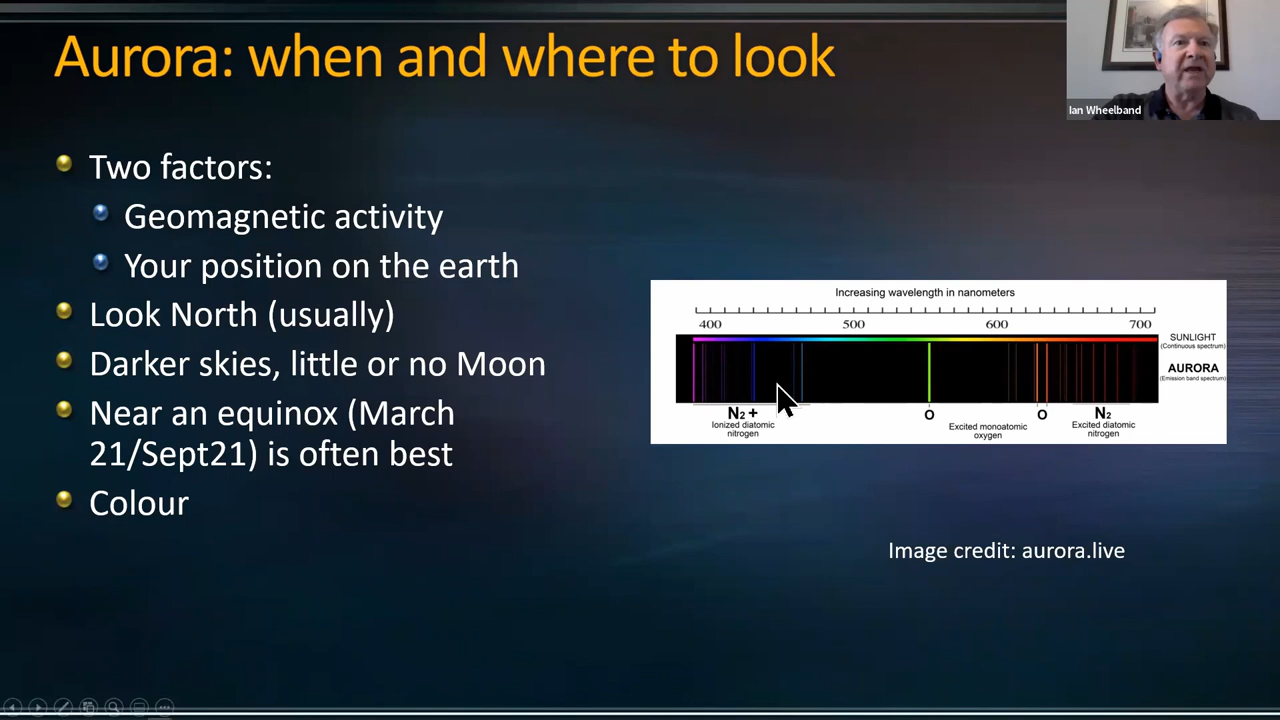 Aurora: when and where to look
Ian Wheelband
Two factors:
Geomagnetic activity
Your position on the earth
Look North (usually)
Darker skies, little or no Moon
Near an equinox (March
21/Sept21) is often best
Colour
Increasing wavelength in nanometers
400 500 600 700
SUNLIGHT
(Continuous spectrum)
AURORA
(Emission band spectrum)
N2 + O O N2
Ionized diatomic
nitrogen
Excited monoatomic
oxygen
Excited diatomic
nitrogen
Image credit: aurora.live